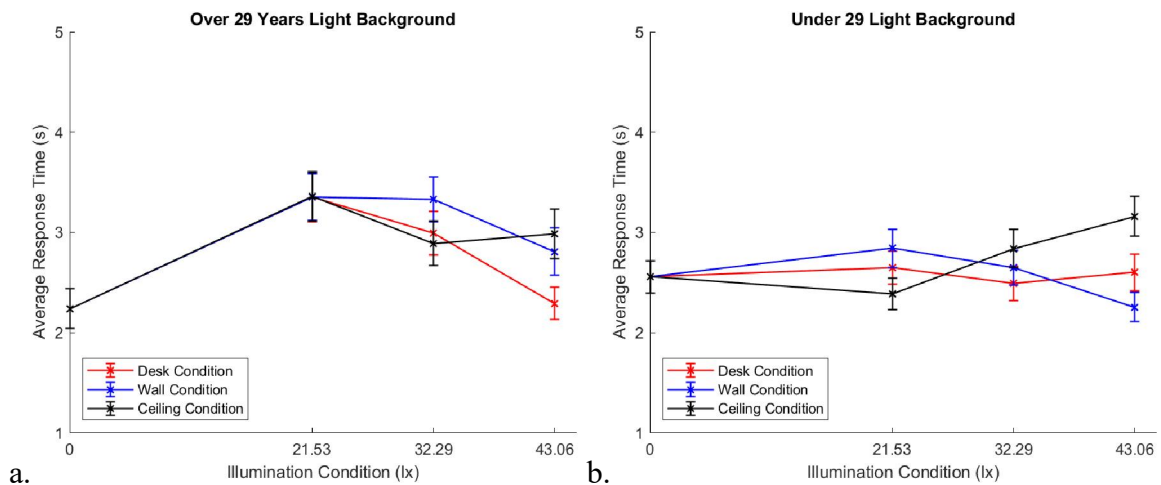 Over 29 Years Light Background
5
4
3
2
1
Average Response Time (s)
Desk Condition
Wall Condition
Ceiling Condition
0
21.53
32.29
43.06
Illumination Condition (lx)
a.
Under 29 Light Background
5
4
3
2
1
Average Response Time (s)
Desk Condition
Wall Condition
Ceiling Condition
0
21.53
32.29
43.06
Illumination Condition (lx)
b.